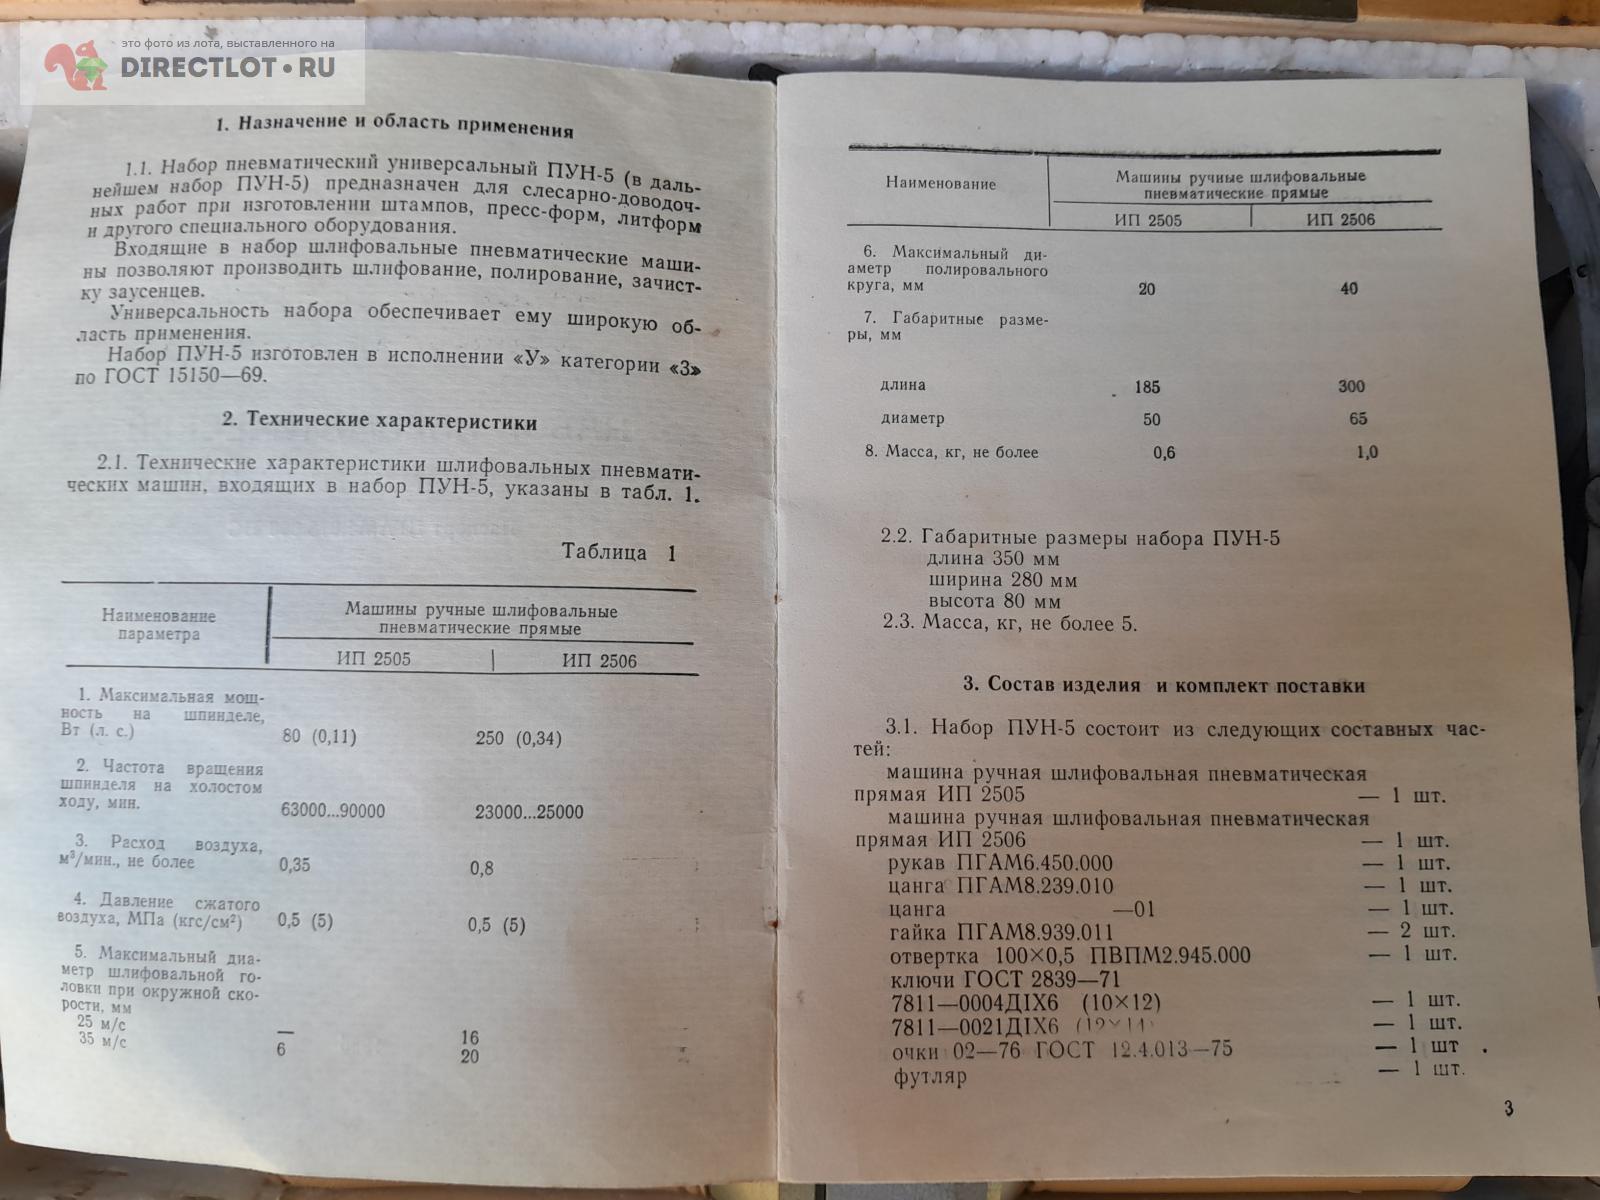 это фото из лота, выставленного на
DIRECTLOT.RU
1. Назначение и область применения
1.1. Набор пневматический универсальный ПУН-5 (в даль-
нейшем набор ПУН-5) предназначен для слесарно-доводоч-
ных работ при изготовлении штампов, пресс-форм, литформ
и другого специального оборудования.
Входящие в набор шлифовальные пневматические маши-
ны позволяют производить шлифование, полирование, зачист-
ку заусенцев.
Универсальность набора обеспечивает ему широкую об-
ласть применения.
Набор ПУН-5 изготовлен в исполнении «У» категории «З»
по ГОСТ 15150—69.
2. Технические характеристики
2.1. Технические характеристики шлифовальных пневмати-
ческих машин, входящих в набор ПУН-5, указаны в табл. 1.
Таблица 1
Наименование
параметра
Машины ручные шлифовальные
пневматические прямые
ИП 2505 ИП 2506
1. Максимальная мощ-
ность на шпинделе,
Вт (л. с.) 80 (0,11) 250 (0,34)
2. Частота вращения
шпинделя на холостом
ходу, мин. 63000...90000 23000...25000
3. Расход воздуха,
м³/мин., не более 0,35 0,8
4. Давление сжатого
воздуха, МПа (кгс/см²) 0,5 (5) 0,5 (5)
5. Максимальный диа-
метр шлифовальной го-
ловки при окружной ско-
рости, мм
25 м/с — 16
35 м/с 6 20
Наименование
Машины ручные шлифовальные
пневматические прямые
ИП 2505 ИП 2506
6. Максимальный ди-
аметр полировального
круга, мм 20 40
7. Габаритные разме-
ры, мм
длина 185 300
диаметр 50 65
8. Масса, кг, не более 0,6 1,0
2.2. Габаритные размеры набора ПУН-5
длина 350 мм
ширина 280 мм
высота 80 мм
2.3. Масса, кг, не более 5.
3. Состав изделия и комплект поставки
3.1. Набор ПУН-5 состоит из следующих составных час-
тей:
машина ручная шлифовальная пневматическая
прямая ИП 2505 — 1 шт.
машина ручная шлифовальная пневматическая
прямая ИП 2506 — 1 шт.
рукав ПГАМ6.450.000 — 1 шт.
цанга ПГАМ8.239.010 — 1 шт.
цанга —01 — 1 шт.
гайка ПГАМ8.939.011 — 2 шт.
отвертка 100×0,5 ПВПМ2.945.000 — 1 шт.
ключи ГОСТ 2839—71
7811—0004Д1Х6 (10×12) — 1 шт.
7811—0021Д1Х6 (12×14) — 1 шт.
очки 02—76 ГОСТ 12.4.013—75 — 1 шт.
футляр — 1 шт.
3